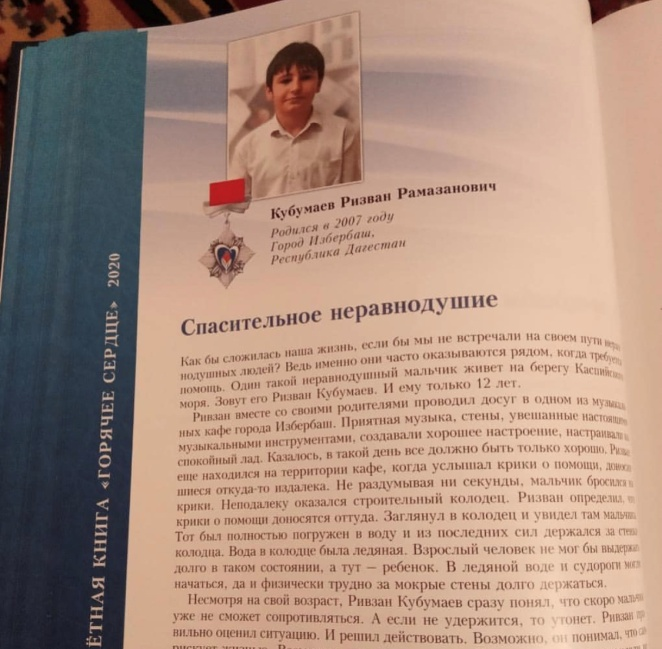 ЁТНАЯ КНИГА «ГОРЯЧЕЕ СЕРДЦЕ» 2020
Кубумаев Ризван Рамазанович
Родился в 2007 году
Город Избербаш,
Республика Дагестан
Спасительное неравнодушие
Как бы сложилась наша жизнь, если бы мы не встречали на своем пути
нодушных людей? Ведь именно они часто оказываются рядом, когда
помощь. Один такой неравнодушный мальчик живет на берегу Каспийского
моря. Зовут его Ризван Кубумаев. И ему только 12 лет.
Ривзан вместе со своими родителями проводил досуг в одном из
ных кафе города Избербаш. Приятная музыка, стены, увешанные
музыкальными инструментами, создавали хорошее настроение,
спокойный лад. Казалось, в такой день все должно быть только хорошо.
еще находился на территории кафе, когда услышал крики о помощи,
шиеся откуда-то издалека. Не раздумывая ни секунды, мальчик бросился
крики. Неподалеку оказался строительный колодец. Ризван определил,
крики о помощи доносятся оттуда. Заглянул в колодец и увидел там
Тот был полностью погружен в воду и из последних сил держался за
колодца. Вода в колодце была ледяная. Взрослый человек не мог бы
долго в таком состоянии, а тут – ребенок. В ледяной воде и судороги
начаться, да и физически трудно за мокрые стены долго держаться.
Несмотря на свой возраст, Ривзан Кубумаев сразу понял, что скоро
уже не сможет сопротивляться. А если не удержится, то утонет. Ривзан
вильно оценил ситуацию. И решил действовать. Возможно, он понимал, что